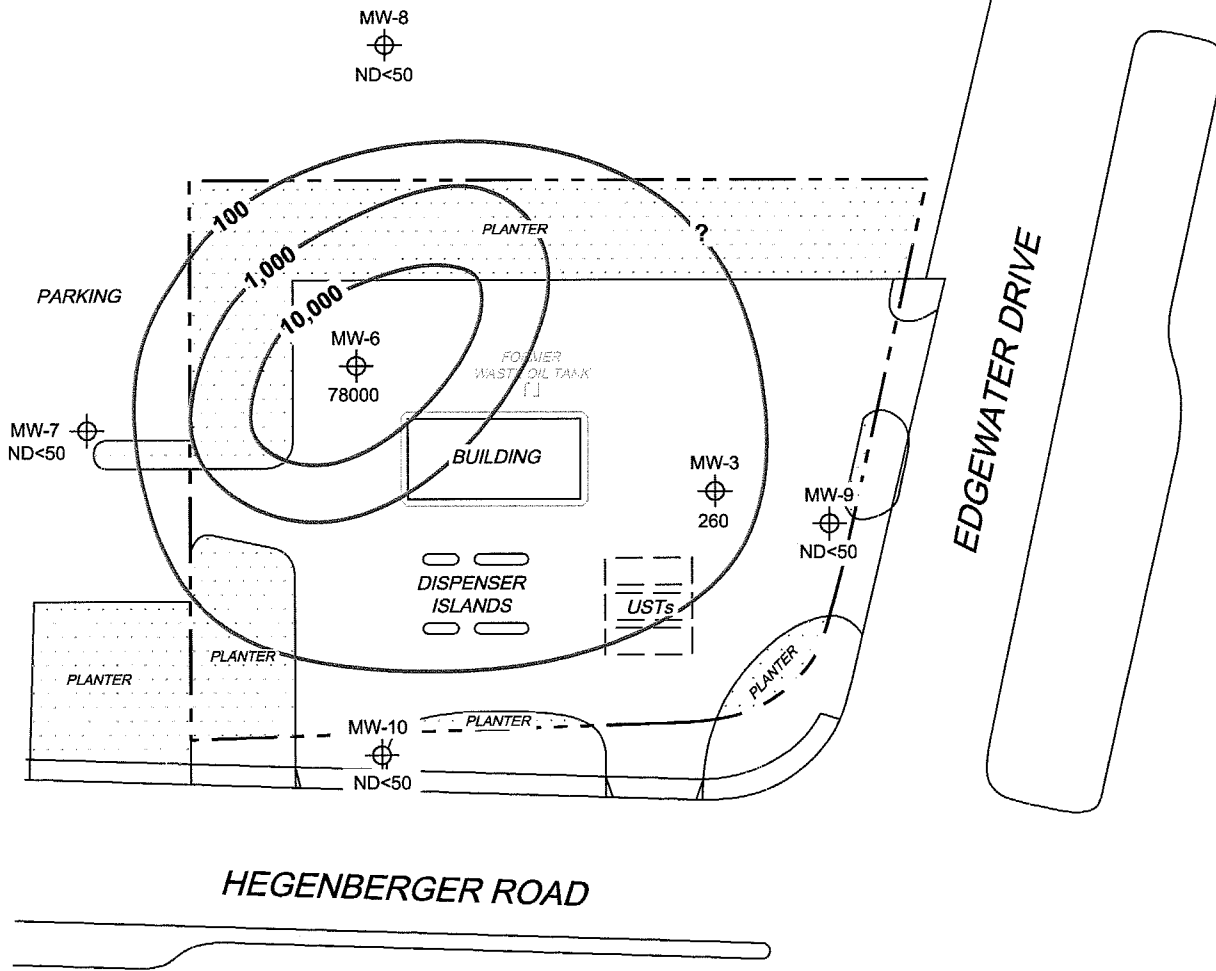 MW-8
ND<50
100
1,000
10,000
PLANTER
?
PARKING
MW-6
78000
FORMER
WASTE OIL TANK
MW-7
ND<50
BUILDING
MW-3
260
MW-9
ND<50
EDGEWATER DRIVE
DISPENSER
ISLANDS
USTs
PLANTER
PLANTER
PLANTER
MW-10
ND<50
PLANTER
HEGENBERGER ROAD